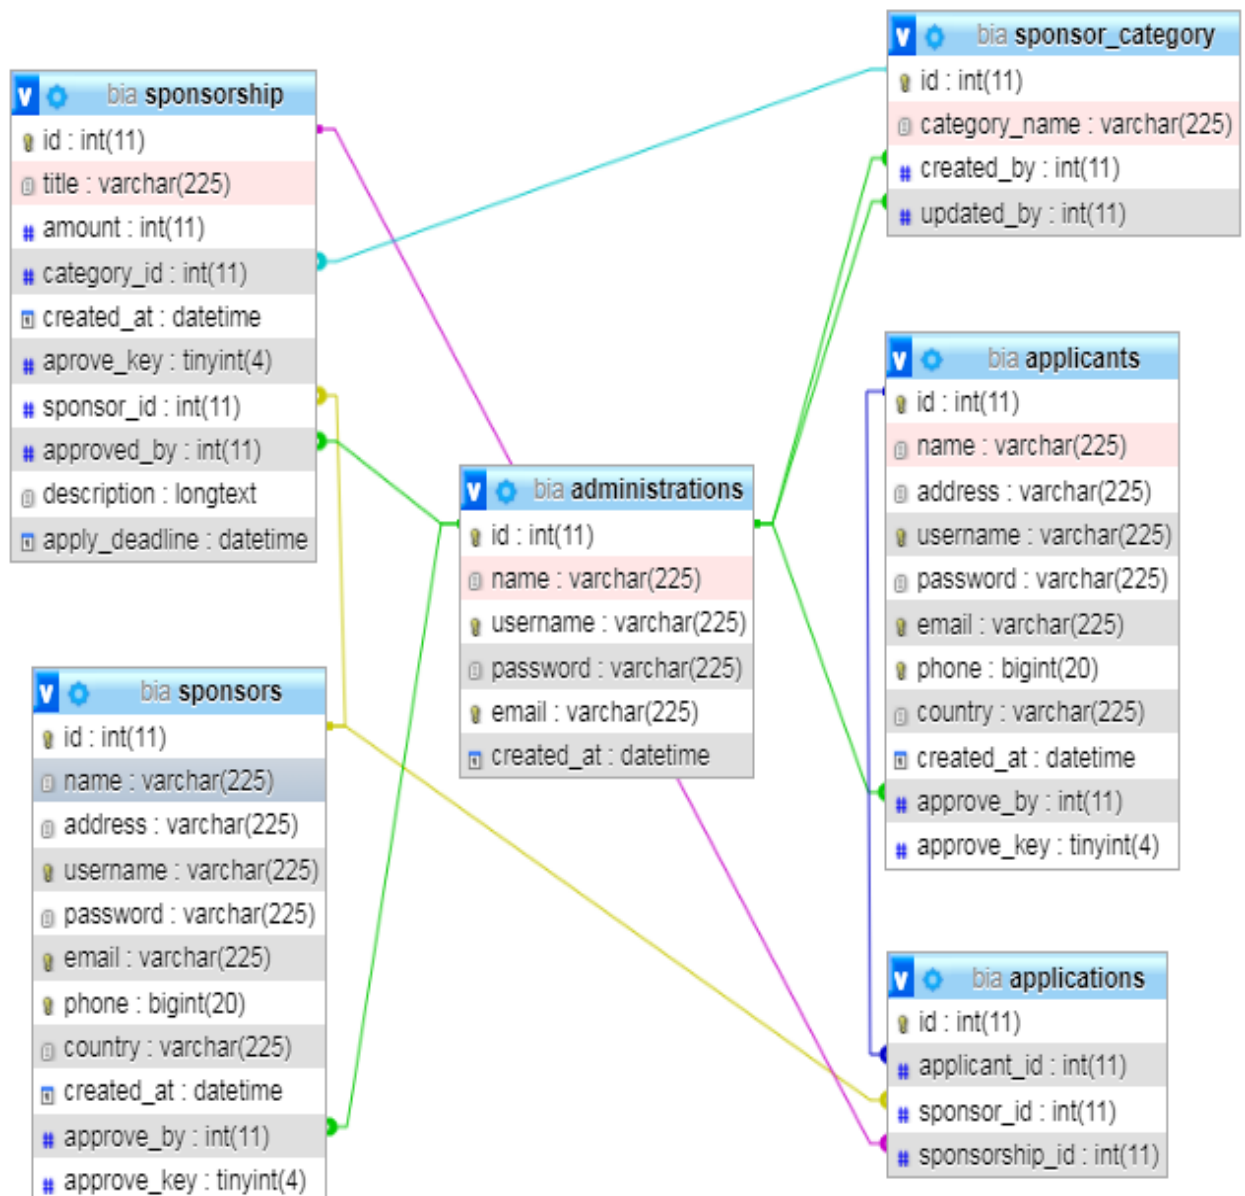 bia sponsorship
id : int(11)
title : varchar(225)
amount : int(11)
category_id : int(11)
created_at : datetime
aprove_key : tinyint(4)
sponsor_id : int(11)
approved_by : int(11)
description : longtext
apply_deadline : datetime
bia sponsors
id : int(11)
name : varchar(225)
address : varchar(225)
username : varchar(225)
password : varchar(225)
email : varchar(225)
phone : bigint(20)
country : varchar(225)
created_at : datetime
approve_by : int(11)
approve_key : tinyint(4)
bia administrations
id : int(11)
name : varchar(225)
username : varchar(225)
password : varchar(225)
email : varchar(225)
created_at : datetime
bia sponsor_category
id : int(11)
category_name : varchar(225)
created_by : int(11)
updated_by : int(11)
bia applicants
id : int(11)
name : varchar(225)
address : varchar(225)
username : varchar(225)
password : varchar(225)
email : varchar(225)
phone : bigint(20)
country : varchar(225)
created_at : datetime
approve_by : int(11)
approve_key : tinyint(4)
bia applications
id : int(11)
applicant_id : int(11)
sponsor_id : int(11)
sponsorship_id : int(11)